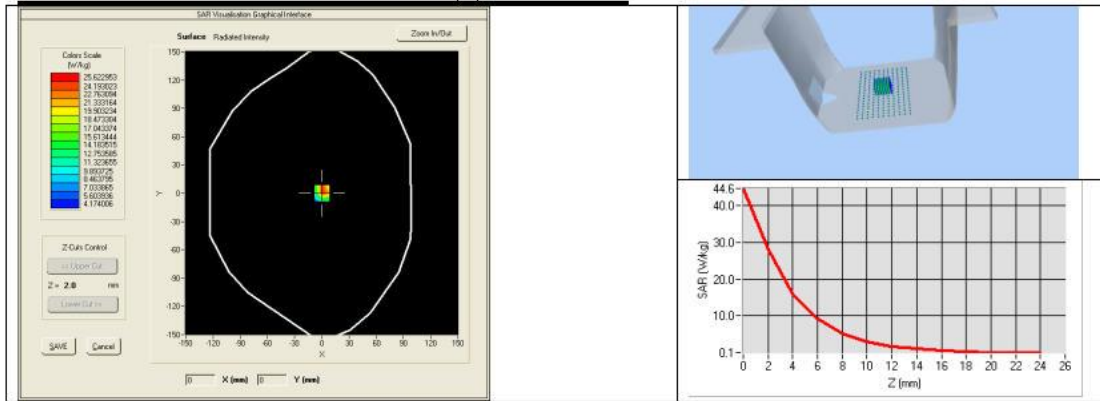 SAR Visualisation Graphical Interface
Surface Radiated Intensity
Zoom In/Out
Colors Scale
(W/kg)
25.622953
24.193023
22.763094
21.333164
19.903234
18.473304
17.043374
15.613444
14.183515
12.753585
11.323655
9.893725
8.463795
7.033865
5.603936
4.174006
150
120
90
60
30
Y 0
-30
-60
-90
-120
-150
-150 -120 -90 -60 -30 0 30 60 90 120 150
X
Z-Cuts Control
<< Upper Cut
Z = 2.0 mm
Lower Cut >>
SAVE Cancel
0 X (mm) 0 Y (mm)
44.6
40.0
30.0
20.0
10.0
0.1
SAR (W/kg)
0 2 4 6 8 10 12 14 16 18 20 22 24 26
Z (mm)